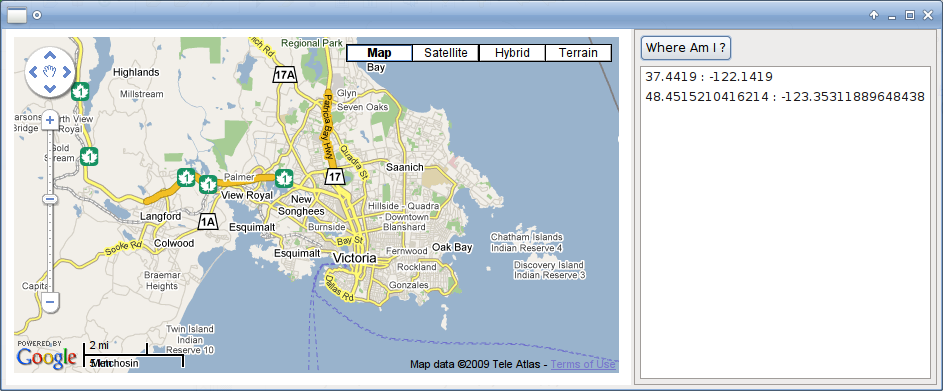 Where Am I ?
37.4419 : -122.1419
48.4515210416214 : -123.35311889648438
Map
Satellite
Hybrid
Terrain
Regional Park
Bay
Highlands
Millstream
17A
Glyn
Seven Oaks
1
Patricia Bay Hwy
Quadra St
Saanich
1
1
1
1
Palmer
17
View Royal
New
Songhees
Hillside - Quadra
Langford
1A
Esquimalt
Burnside
Downtown
Blanshard
Sooke Rd
Colwood
Bay St
Fernwood
Oak Bay
Chatham Islands
Indian Reserve 4
Esquimalt
Victoria
Rockland
Discovery Island
Indian Reserve 3
Braemar
Heights
Dallas Rd
Gonzales
Twin Island
Indian Reserve 10
POWERED BY
Google
2 mi
5 km
Metchosin
Map data ©2009 Tele Atlas - Terms of Use